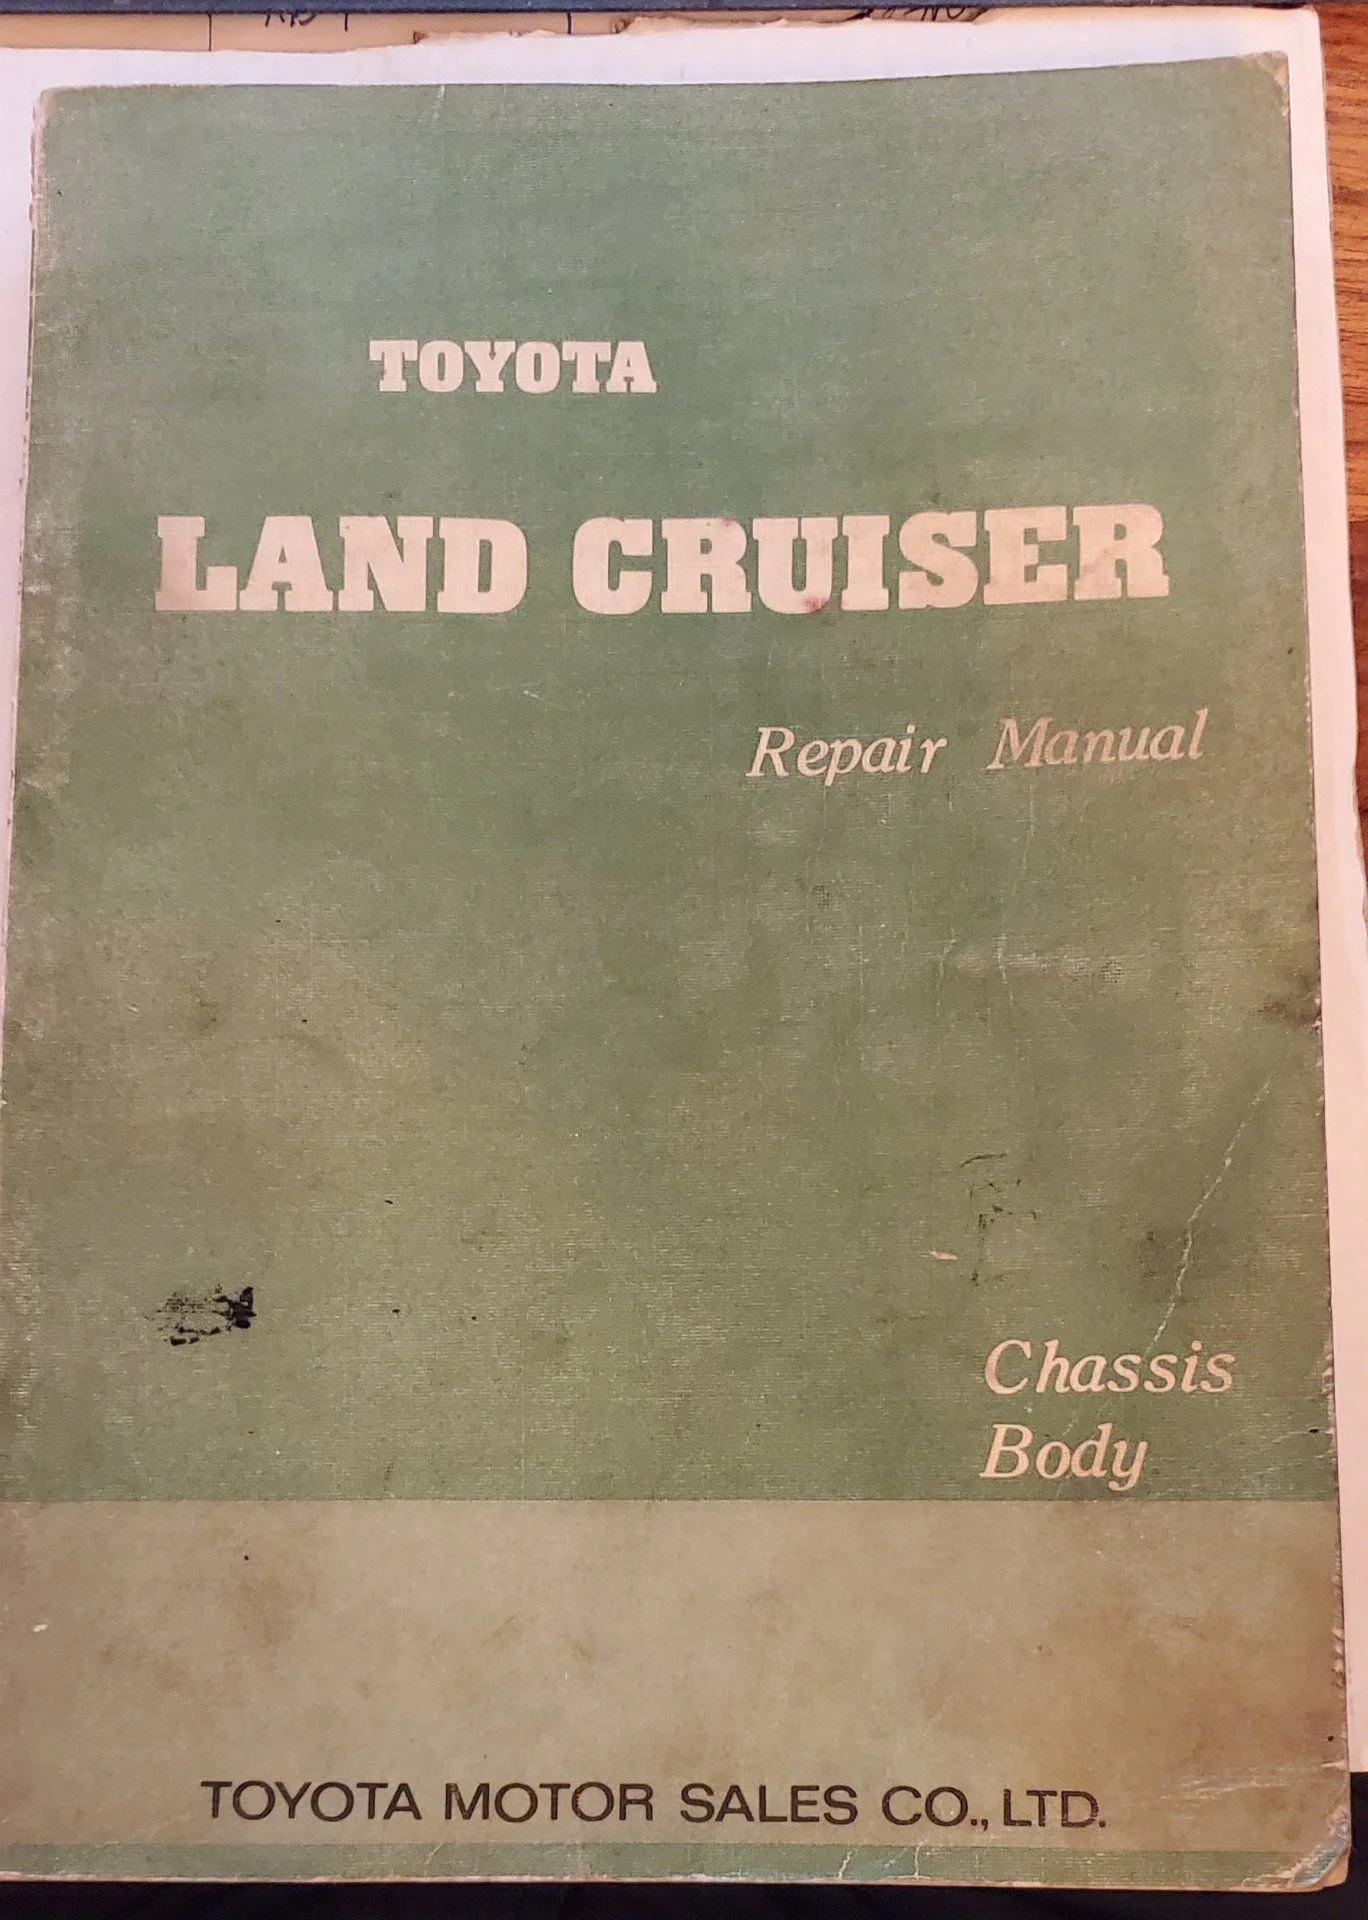 TOYOTA
LAND CRUISER
Repair Manual
Chassis
Body
TOYOTA MOTOR SALES CO., LTD.